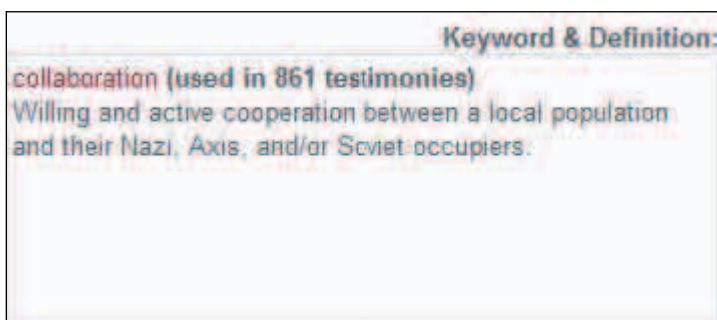 Keyword & Definition:
collaboration (used in 861 testimonies)
Willing and active cooperation between a local population
and their Nazi, Axis, and/or Soviet occupiers.